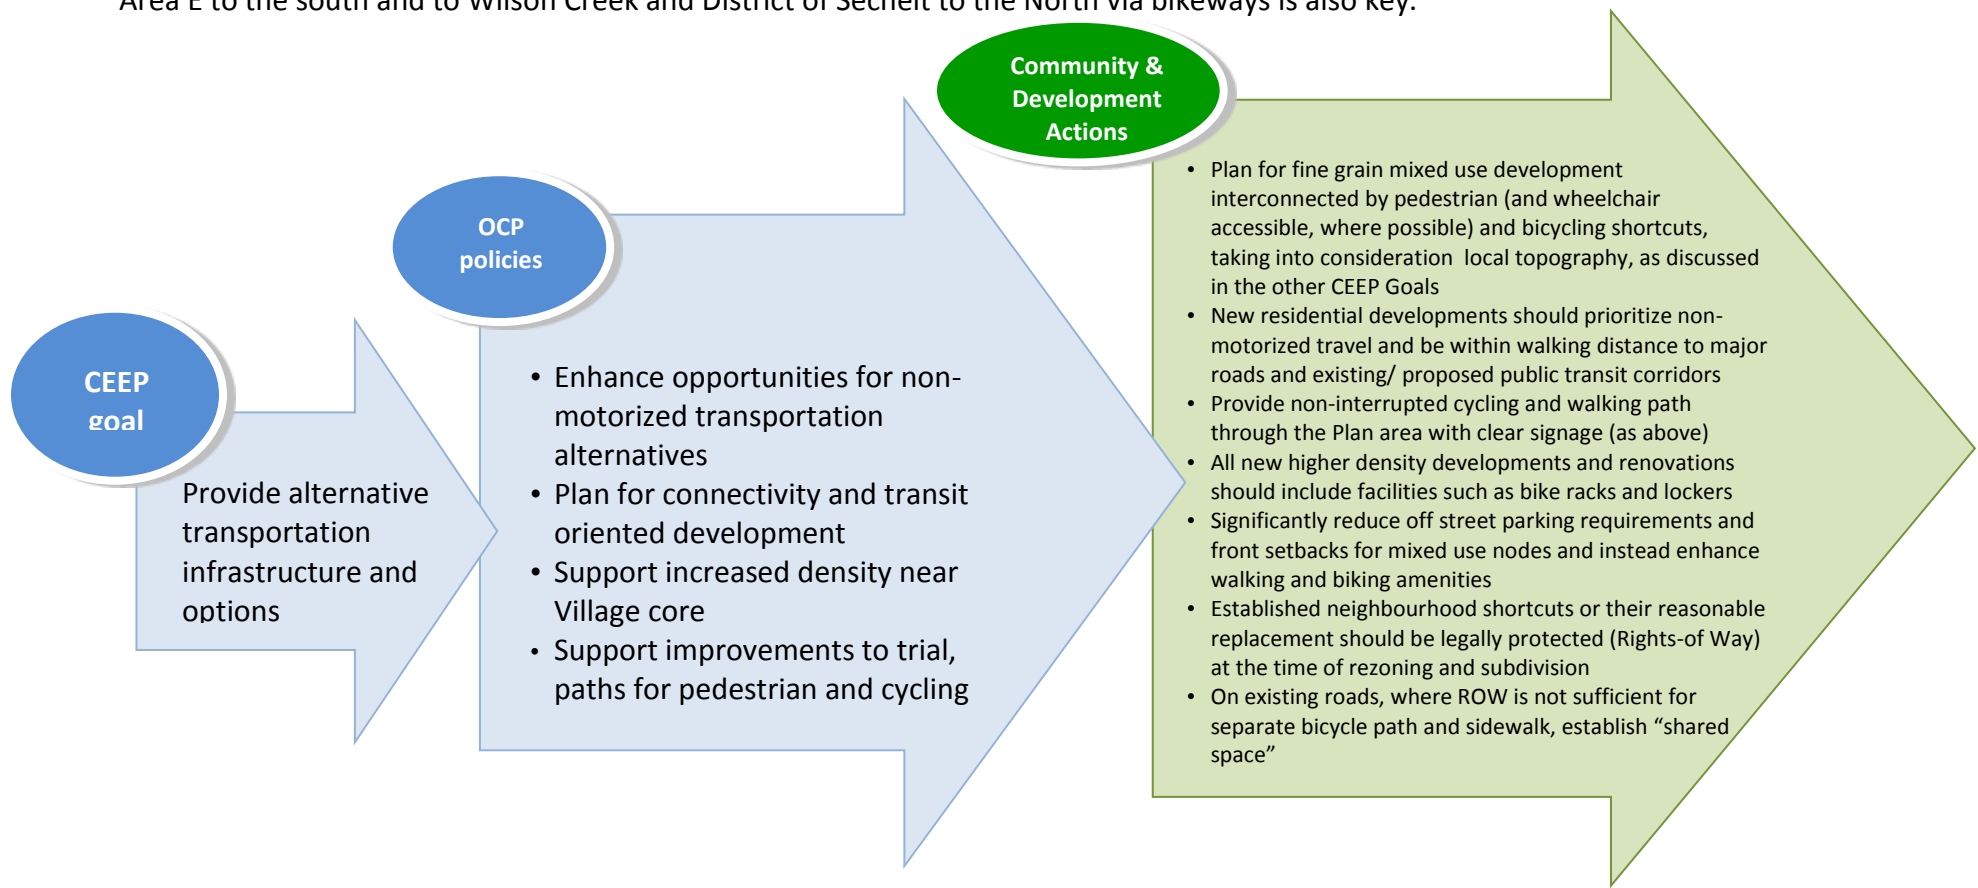 Area E to the south and to Wilson Creek and District of Sechelt to the North via bikeways is also key.
CEEP
goal
Provide alternative
transportation
infrastructure and
options
OCP
policies
• Enhance opportunities for non-
motorized transportation
alternatives
• Plan for connectivity and transit
oriented development
• Support increased density near
Village core
• Support improvements to trial,
paths for pedestrian and cycling
Community &
Development
Actions
• Plan for fine grain mixed use development
interconnected by pedestrian (and wheelchair
accessible, where possible) and bicycling shortcuts,
taking into consideration local topography, as discussed
in the other CEEP Goals
• New residential developments should prioritize non-
motorized travel and be within walking distance to major
roads and existing/ proposed public transit corridors
• Provide non-interrupted cycling and walking path
through the Plan area with clear signage (as above)
• All new higher density developments and renovations
should include facilities such as bike racks and lockers
• Significantly reduce off street parking requirements and
front setbacks for mixed use nodes and instead enhance
walking and biking amenities
• Established neighbourhood shortcuts or their reasonable
replacement should be legally protected (Rights-of Way)
at the time of rezoning and subdivision
• On existing roads, where ROW is not sufficient for
separate bicycle path and sidewalk, establish “shared
space”